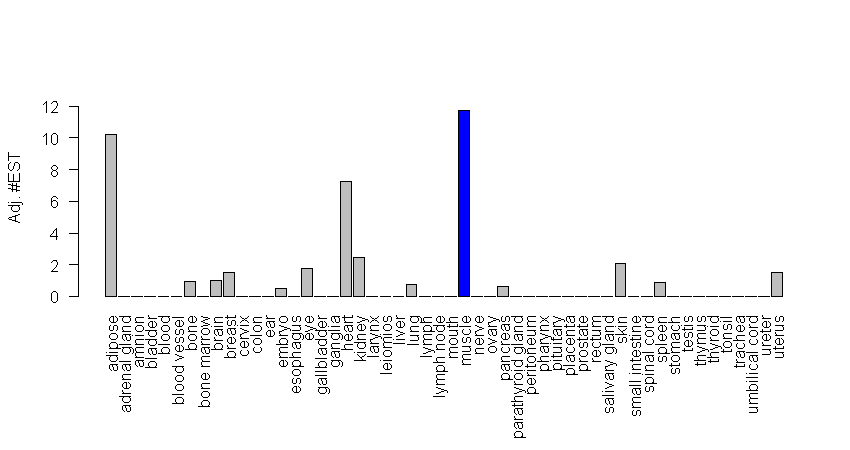 Adj. #EST
12
10
8
6
4
2
0
adipose
adrenal gland
amnion
bladder
blood
blood vessel
bone
bone marrow
brain
breast
cervix
colon
ear
embryo
esophagus
eye
gallbladder
ganglia
heart
kidney
larynx
leiomios
liver
lung
lymph
lymph node
mouth
muscle
nerve
ovary
pancreas
parathyroid gland
peritoneum
pharynx
pituitary
placenta
prostate
rectum
salivary gland
skin
small intestine
spinal cord
spleen
stomach
testis
thymus
thyroid
tonsil
trachea
umbilical cord
ureter
uterus